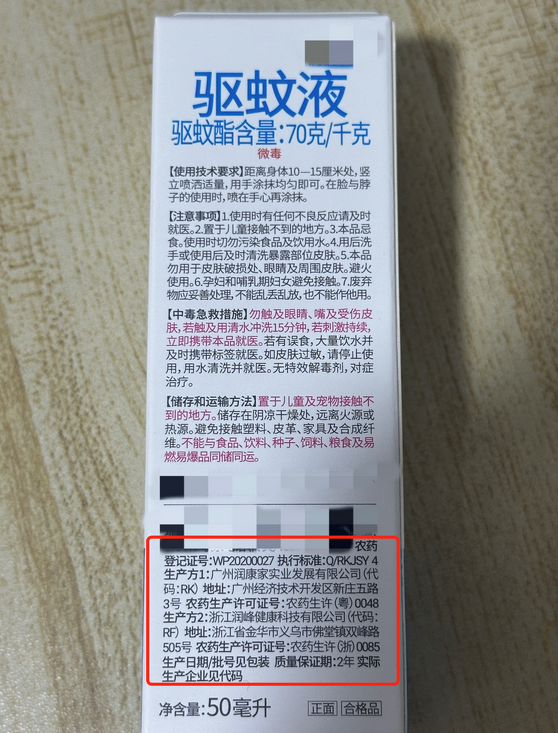 驱蚊液
驱蚊酯含量:70克/千克
微毒
【使用技术要求】距离身体10—15厘米处,竖
立喷洒适量,用手涂抹均匀即可。在脸与脖
子的使用时,喷在手心再涂抹。
【注意事项】1.使用时有任何不良反应请及时
就医。2.置于儿童接触不到的地方。3.本品忌
食。使用时切勿污染食品及饮用水。4.用后洗
手或使用后及时清洗暴露部位皮肤。5.本品
勿用于皮肤破损处、眼睛及周围皮肤。避火
使用。6.孕妇和哺乳期妇女避免接触。7.废弃
物应妥善处理,不能乱丢乱放,也不能作他用。
【中毒急救措施】勿触及眼睛、嘴及受伤皮
肤,若触及用清水冲洗15分钟,若刺激持续,
立即携带本品就医。若有误食,大量饮水并
及时携带标签就医。如皮肤过敏,请停止使
用,用水清洗并就医。无特效解毒剂,对症
治疗。
【储存和运输方法】置于儿童及宠物接触不
到的地方。储存在阴凉干燥处,远离火源或
热源。避免接触塑料、皮革、家具及合成纤
维。不能与食品、饮料、种子、饲料、粮食及易
燃易爆品同储同运。
农药
登记证号:WP20200027 执行标准:Q/RKJSY 4
生产方1:广州润康家实业发展有限公司(代
码:RK) 地址:广州经济技术开发区新庄五路
3号 农药生产许可证号:农药生许(粤)0048
生产方2:浙江润峰健康科技有限公司(代码:
RF) 地址:浙江省金华市义乌市佛堂镇双峰路
505号 农药生产许可证号:农药生许(浙)0085
生产日期/批号见包装 质量保证期:2年 实际
生产企业见代码
净含量:50毫升 正面 合格品